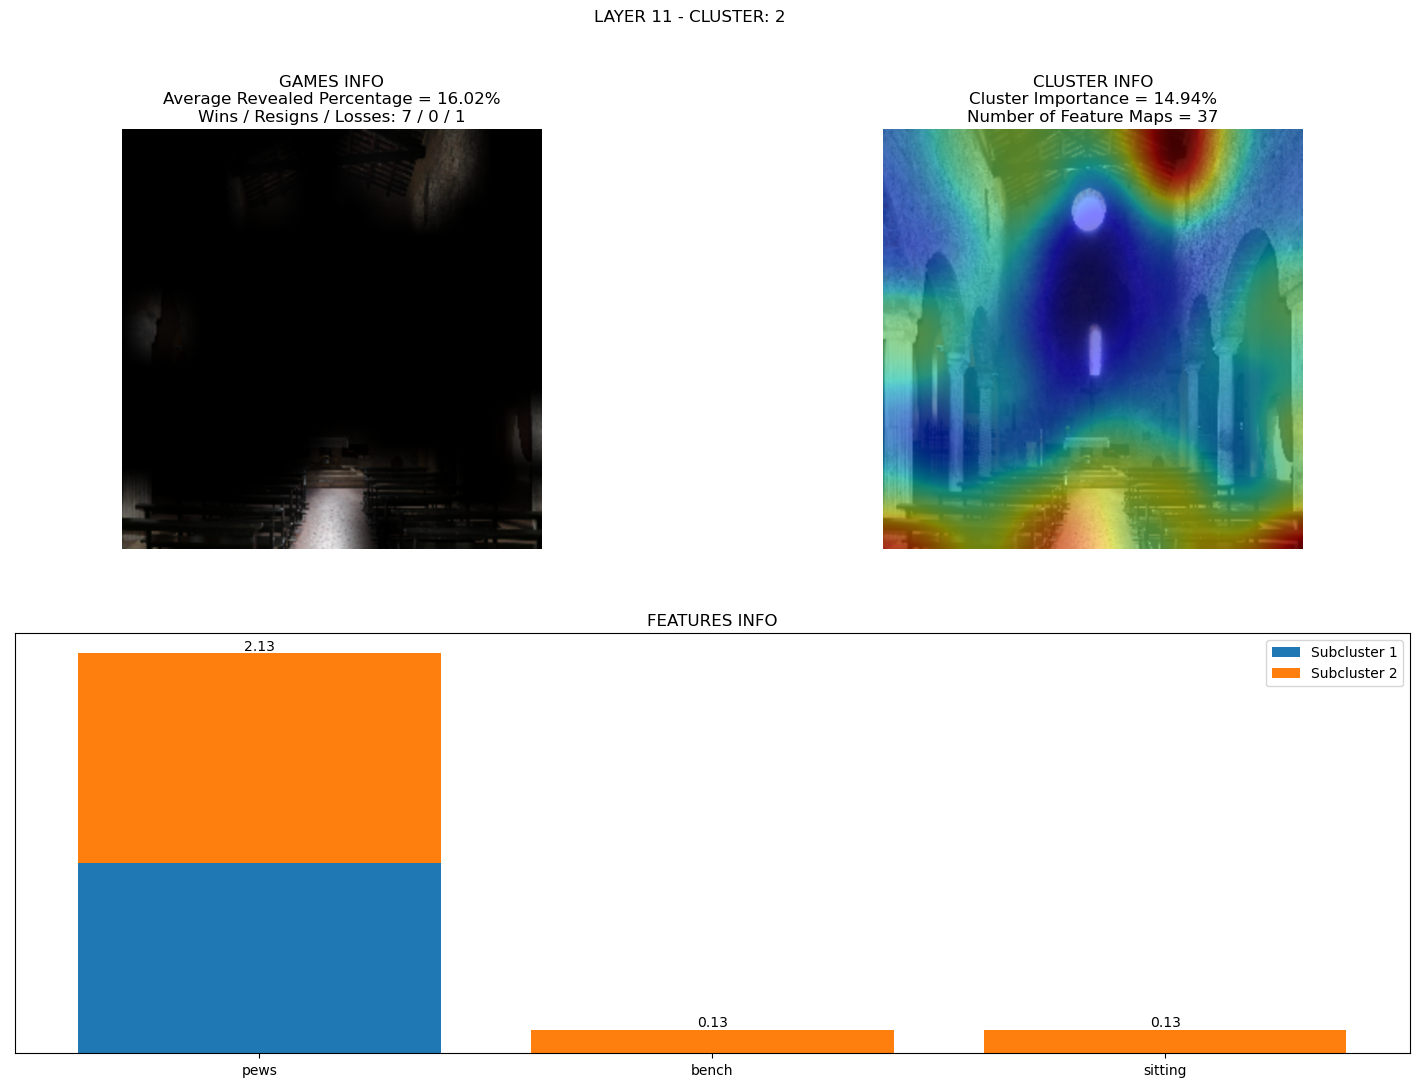 LAYER 11 - CLUSTER: 2
GAMES INFO
Average Revealed Percentage = 16.02%
Wins / Resigns / Losses: 7 / 0 / 1
CLUSTER INFO
Cluster Importance = 14.94%
Number of Feature Maps = 37
FEATURES INFO
2.13
Subcluster 1
Subcluster 2
0.13
0.13
pews
bench
sitting